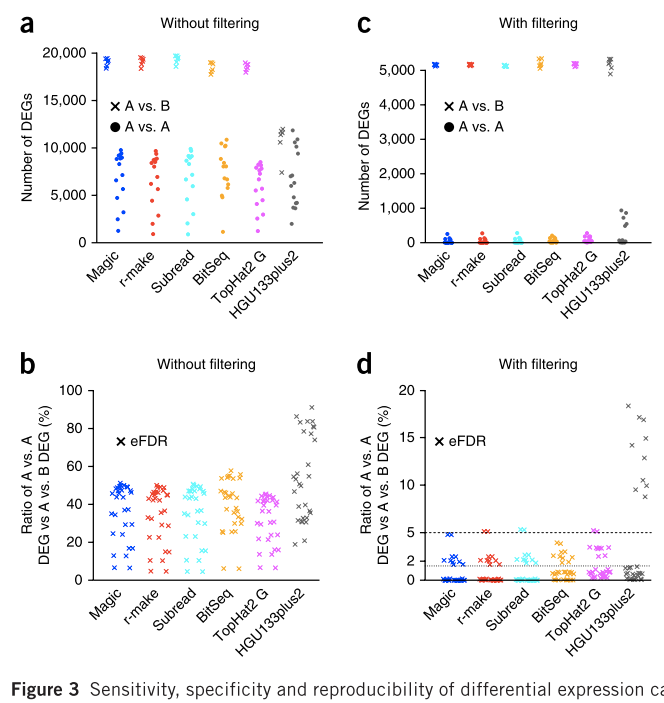 a
Without filtering
Number of DEGs
20,000
15,000
10,000
5,000
0
A vs. B
A vs. A
Magic
r-make
Subread
BitSeq
TopHat2 G
HGU133plus2
c
With filtering
Number of DEGs
5,000
4,000
3,000
2,000
1,000
0
A vs. B
A vs. A
Magic
r-make
Subread
BitSeq
TopHat2 G
HGU133plus2
b
Without filtering
Ratio of A vs. A
DEG vs A vs. B DEG (%)
100
80
60
40
20
0
eFDR
Magic
r-make
Subread
BitSeq
TopHat2 G
HGU133plus2
d
With filtering
Ratio of A vs. A
DEG vs A vs. B DEG (%)
20
15
10
5
2
0
eFDR
Magic
r-make
Subread
BitSeq
TopHat2 G
HGU133plus2
Figure 3 Sensitivity, specificity and reproducibility of differential expression ca